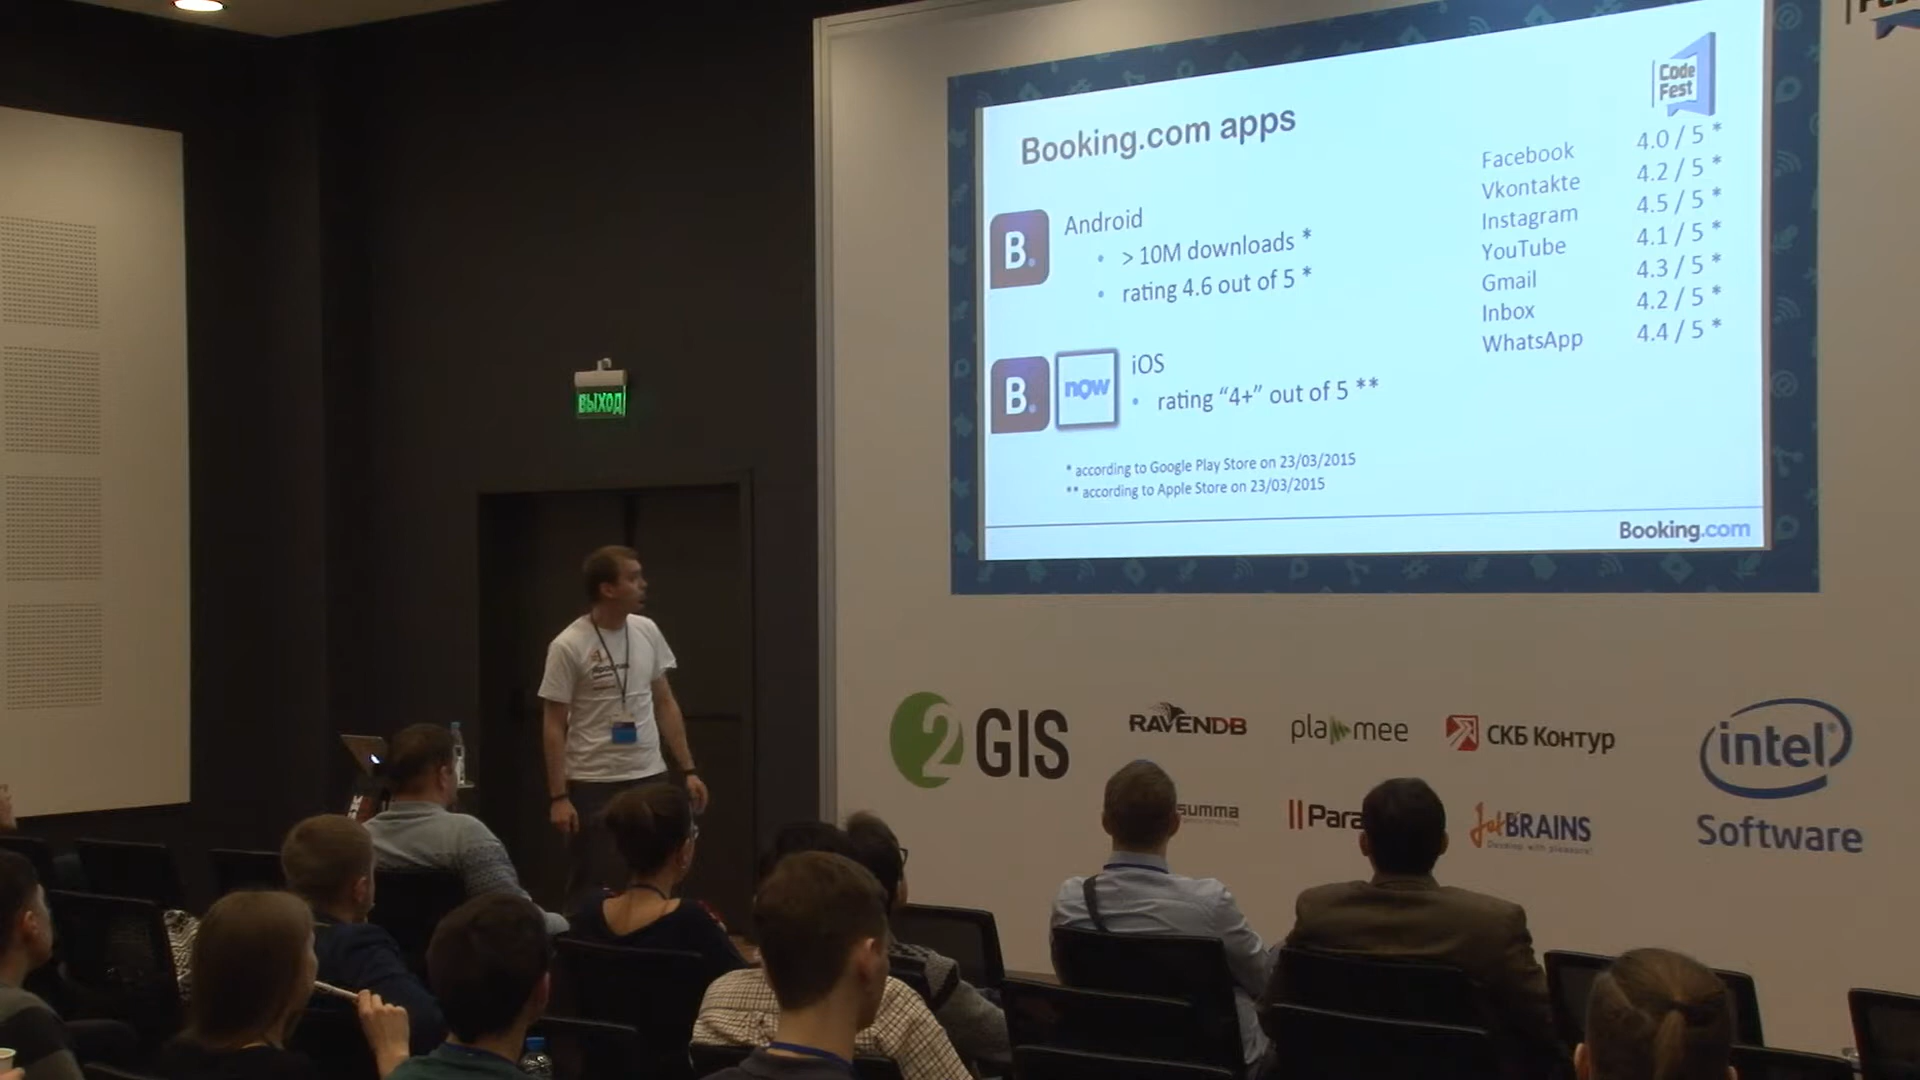 Code
Fest
Booking.com apps
Android
• > 10M downloads *
• rating 4.6 out of 5 *
iOS
• rating “4+” out of 5 **
* according to Google Play Store on 23/03/2015
** according to Apple Store on 23/03/2015
Facebook 4.0 / 5 *
Vkontakte 4.2 / 5 *
Instagram 4.5 / 5 *
YouTube 4.1 / 5 *
Gmail 4.3 / 5 *
Inbox 4.2 / 5 *
WhatsApp 4.4 / 5 *
B.
B.
now
Booking.com
ВЫХОД
2GIS
RAVENDB
plammee
СКБ Контур
intel
Software
summa
Para
JetBRAINS
Develop with pleasure!